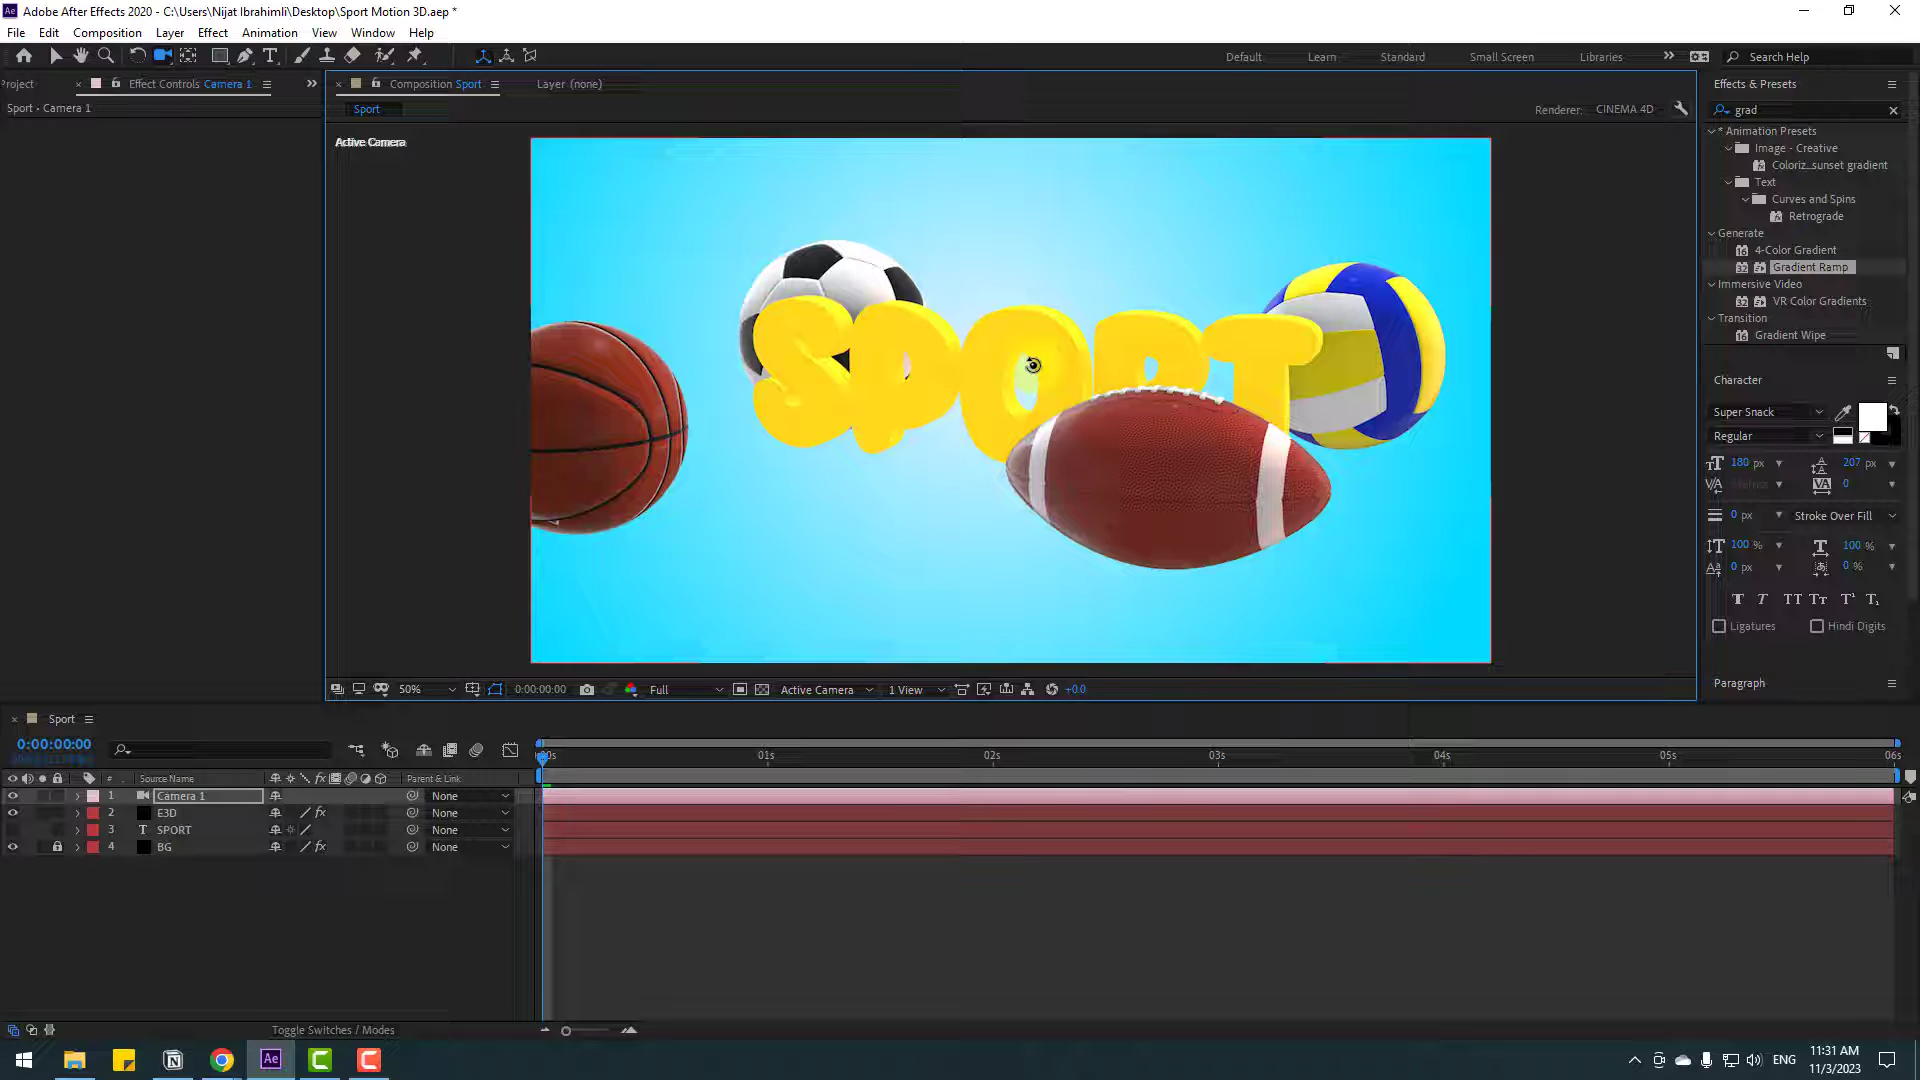 Adobe After Effects 2020 - C:\Users\Nijat Ibrahimli\Desktop\Sport Motion 3D.aep *
File Edit Composition Layer Effect Animation View Window Help
Default Learn Standard Small Screen Libraries Search Help
Project Effect Controls Camera 1 Composition Sport Layer (none) Effects & Presets
Sport • Camera 1
Sport
Renderer: CINEMA 4D
grad
Active Camera
* Animation Presets
Image - Creative
Coloriz_sunset gradient
Text
Curves and Spins
Retrograde
Generate
4-Color Gradient
Gradient Ramp
Immersive Video
VR Color Gradients
Transition
Gradient Wipe
SPORT
Character
Super Snack
Regular
180 px 207 px
0
0 px Stroke Over Fill
100 % 100 %
0 px 0 %
T T TT Tt T¹ T₁
Ligatures Hindi Digits
Paragraph
50% 0:00:00:00 Full Active Camera 1 View +0.0
Sport
0:00:00:00
:00s 01s 02s 03s 04s 05s 06s
# Source Name Parent & Link
1 Camera 1 None
2 E3D None
3 T SPORT None
4 BG None
Toggle Switches / Modes
ENG 11:31 AM
11/3/2023